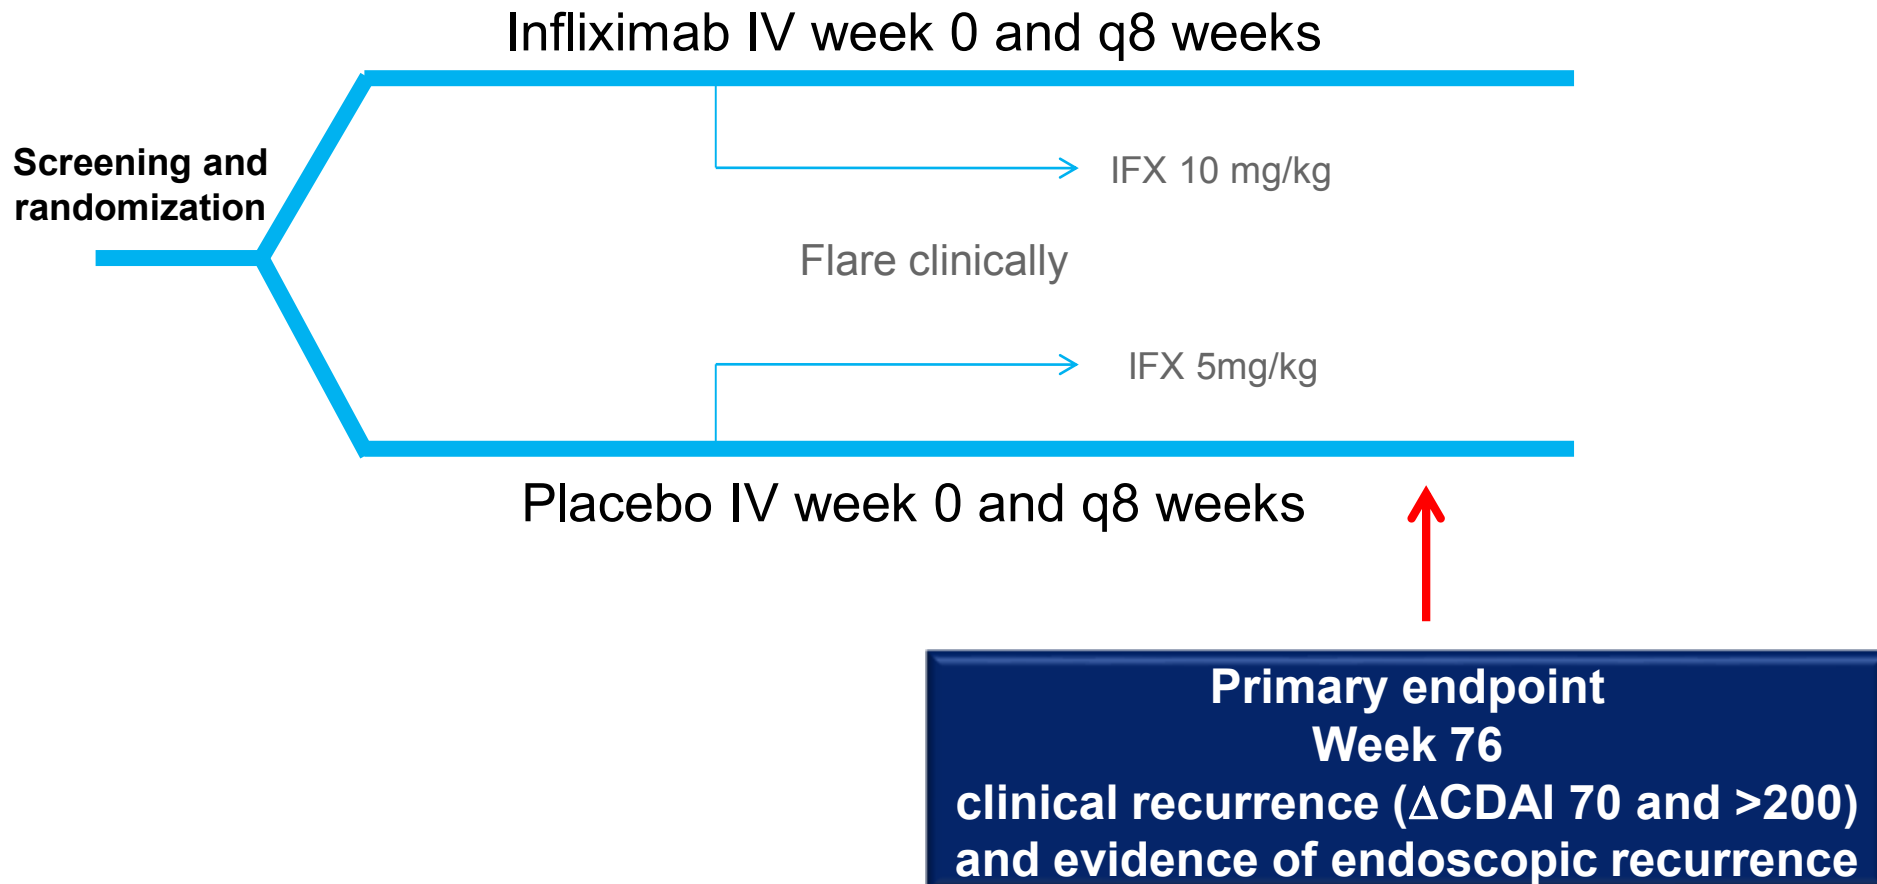 Infliximab IV week 0 and q8 weeks
Screening and
randomization
IFX 10 mg/kg
Flare clinically
IFX 5mg/kg
Placebo IV week 0 and q8 weeks
Primary endpoint
Week 76
clinical recurrence (ΔCDAI 70 and >200)
and evidence of endoscopic recurrence